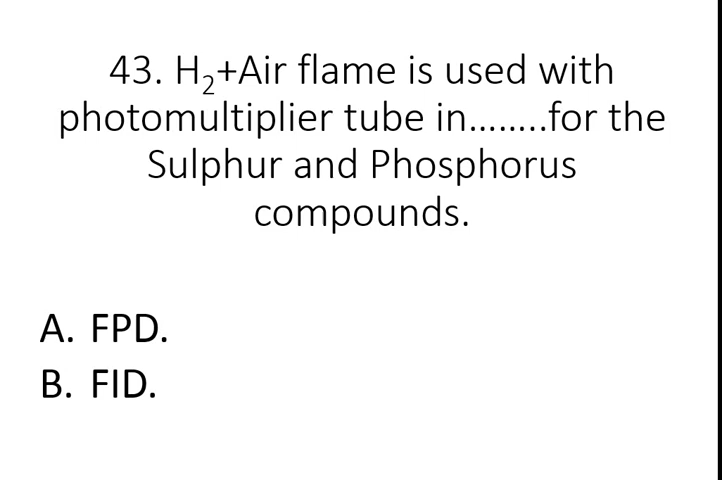 43. H₂+Air flame is used with
photomultiplier tube in........for the
Sulphur and Phosphorus
compounds.
A. FPD.
B. FID.